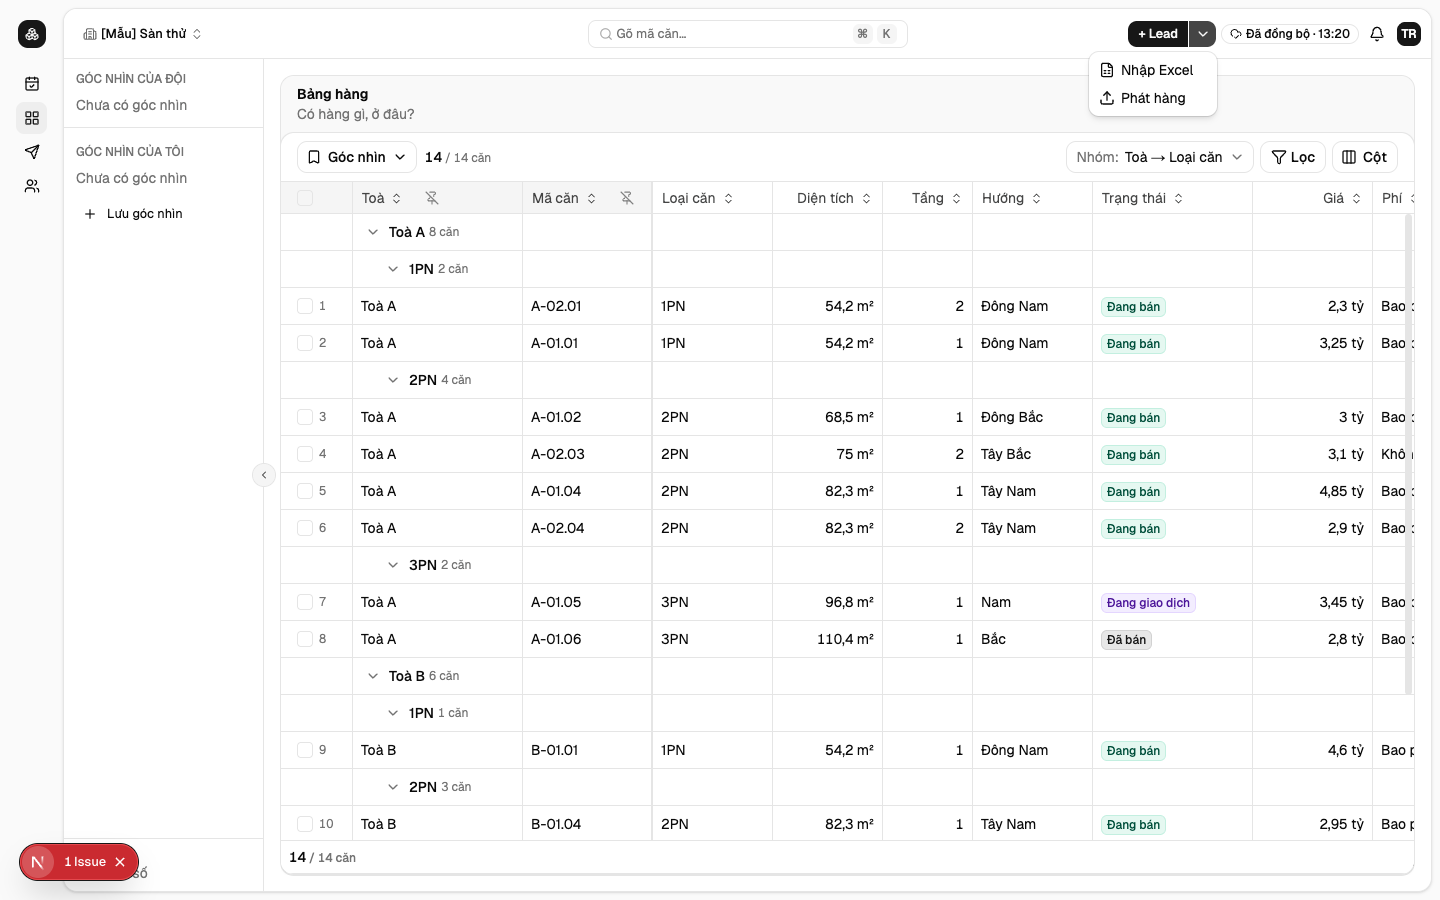 [Mẫu] Sàn thử
Gõ mã căn...
⌘ K
+ Lead
Đã đồng bộ · 13:20
TR
Nhập Excel
Phát hàng
GÓC NHÌN CỦA ĐỘI
Chưa có góc nhìn
GÓC NHÌN CỦA TÔI
Chưa có góc nhìn
+ Lưu góc nhìn
Bảng hàng
Có hàng gì, ở đâu?
Góc nhìn
14 / 14 căn
Nhóm: Toà → Loại căn
Lọc
Cột
Toà Mã căn Loại căn Diện tích Tầng Hướng Trạng thái Giá Phí
Toà A 8 căn
1PN 2 căn
1 Toà A A-02.01 1PN 54,2 m² 2 Đông Nam Đang bán 2,3 tỷ Bao
2 Toà A A-01.01 1PN 54,2 m² 1 Đông Nam Đang bán 3,25 tỷ Bao
2PN 4 căn
3 Toà A A-01.02 2PN 68,5 m² 1 Đông Bắc Đang bán 3 tỷ Bao
4 Toà A A-02.03 2PN 75 m² 2 Tây Bắc Đang bán 3,1 tỷ
5 Toà A A-01.04 2PN 82,3 m² 1 Tây Nam Đang bán 4,85 tỷ Bao
6 Toà A A-02.04 2PN 82,3 m² 2 Tây Nam Đang bán 2,9 tỷ Bao
3PN 2 căn
7 Toà A A-01.05 3PN 96,8 m² 1 Nam Đang giao dịch 3,45 tỷ Bao
8 Toà A A-01.06 3PN 110,4 m² 1 Bắc Đã bán 2,8 tỷ Bao
Toà B 6 căn
1PN 1 căn
9 Toà B B-01.01 1PN 54,2 m² 1 Đông Nam Đang bán 4,6 tỷ Bao p
2PN 3 căn
10 Toà B B-01.04 2PN 82,3 m² 1 Tây Nam Đang bán 2,95 tỷ Bao p
14 / 14 căn
N 1 Issue
số